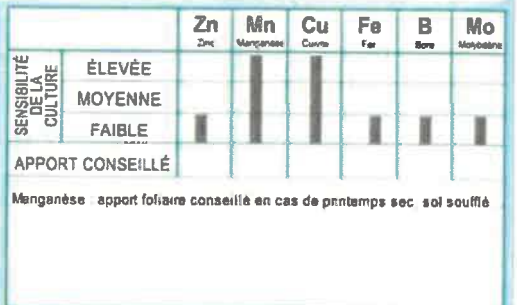 Zn Mn Cu Fe B Mo
Zinc Manganèse Cuivre Fer Bore Molybdène
SENSIBILITÉ
DE LA
CULTURE
ÉLEVÉE
MOYENNE
FAIBLE
APPORT CONSEILLÉ
Manganèse : apport foliaire conseillé en cas de printemps sec, sol soufflé